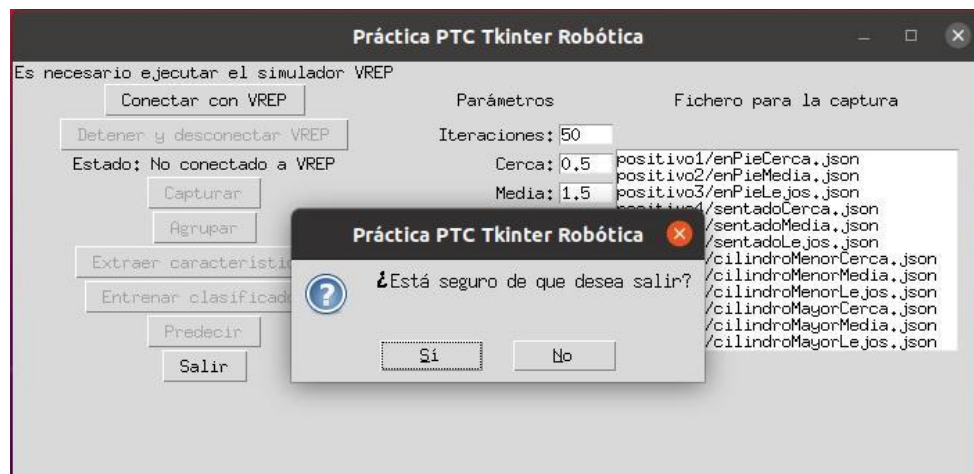 Práctica PTC Tkinter Robótica
Es necesario ejecutar el simulador VREP
Conectar con VREP
Detener y desconectar VREP
Estado: No conectado a VREP
Capturar
Agrupar
Extraer característi
Entrenar clasificad
Predecir
Salir
Parámetros
Iteraciones: 50
Cerca: 0.5
Media: 1.5
Fichero para la captura
positivo1/enPieCerca.json
positivo2/enPieMedia.json
positivo3/enPieLejos.json
/sentadoCerca.json
/sentadoMedia.json
/sentadoLejos.json
/cilindroMenorCerca.json
/cilindroMenorMedia.json
/cilindroMenorLejos.json
/cilindroMayorCerca.json
/cilindroMayorMedia.json
/cilindroMayorLejos.json
Práctica PTC Tkinter Robótica
¿Está seguro de que desea salir?
Sí
No